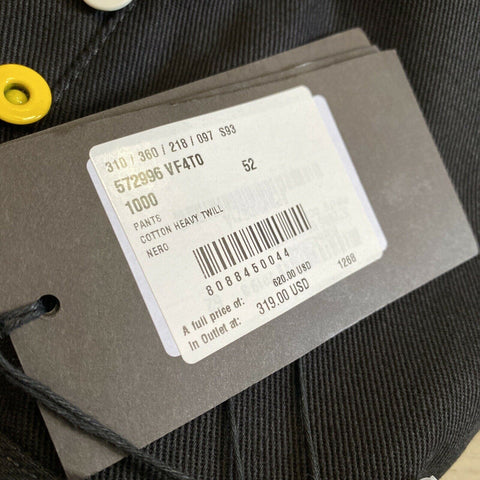 310 / 360 / 218 / 097 S93
572996 VF4T0 52
1000
PANTS
COTTON HEAVY TWILL
NERO
8088450044
A full price of: 620.00 USD
In Outlet at: 319.00 USD 1268